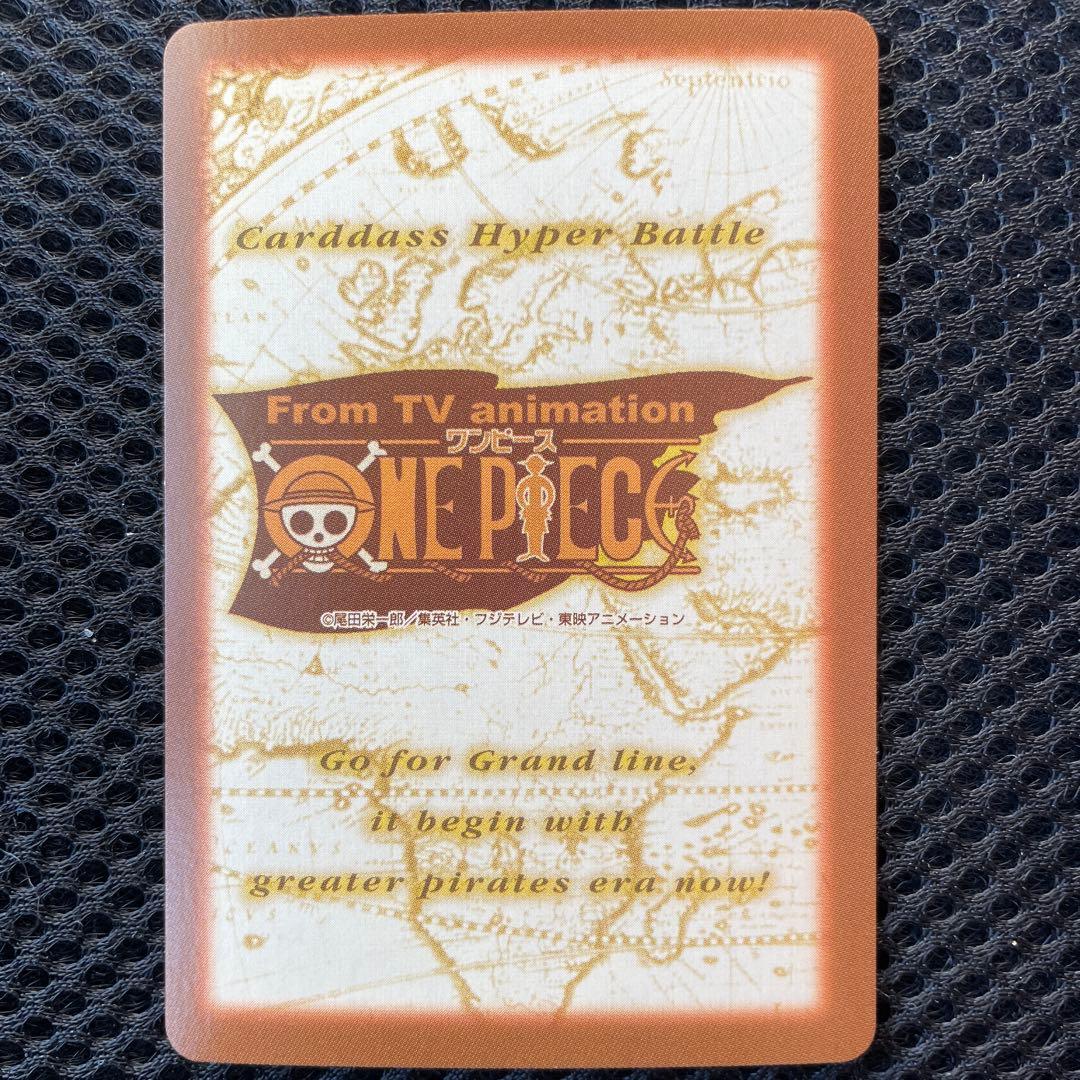 Septentrio
Carddass Hyper Battle
From TV animation
ワンピース
ONE PIECE
©尾田栄一郎／集英社・フジテレビ・東映アニメーション
Go for Grand line,
it begin with
greater pirates era now!